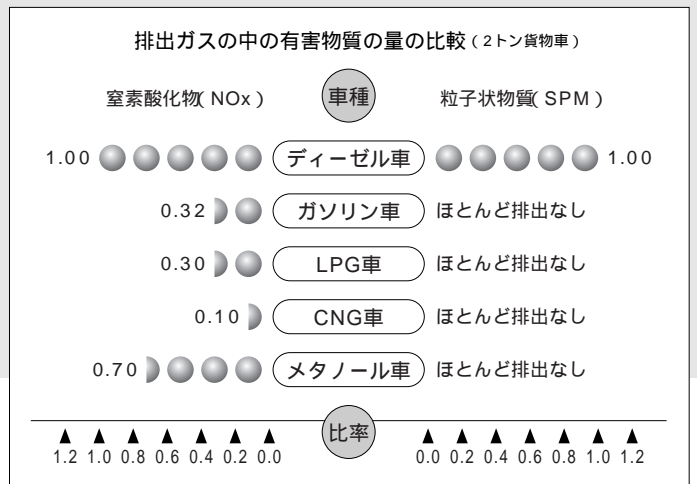 排出ガスの中の有害物質の量の比較(2トン貨物車)
窒素酸化物(NOx) 車種 粒子状物質(SPM)
1.00 ディーゼル車 1.00
0.32 ガソリン車 ほとんど排出なし
0.30 LPG車 ほとんど排出なし
0.10 CNG車 ほとんど排出なし
0.70 メタノール車 ほとんど排出なし
比率
1.2 1.0 0.8 0.6 0.4 0.2 0.0 0.0 0.2 0.4 0.6 0.8 1.0 1.2